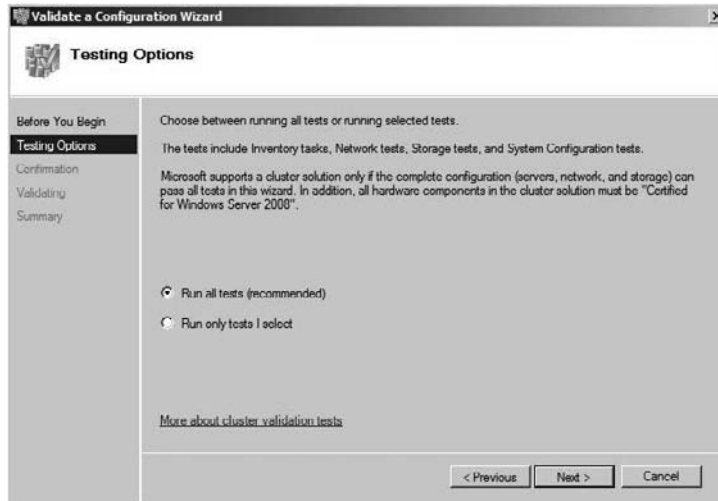 Validate a Configuration Wizard
Testing Options
Before You Begin
Testing Options
Confirmation
Validating
Summary
Choose between running all tests or running selected tests.
The tests include Inventory tasks, Network tests, Storage tests, and System Configuration tests.
Microsoft supports a cluster solution only if the complete configuration (servers, network, and storage) can
pass all tests in this wizard. In addition, all hardware components in the cluster solution must be "Certified
for Windows Server 2008".
Run all tests (recommended)
Run only tests I select
More about cluster validation tests
< Previous
Next >
Cancel